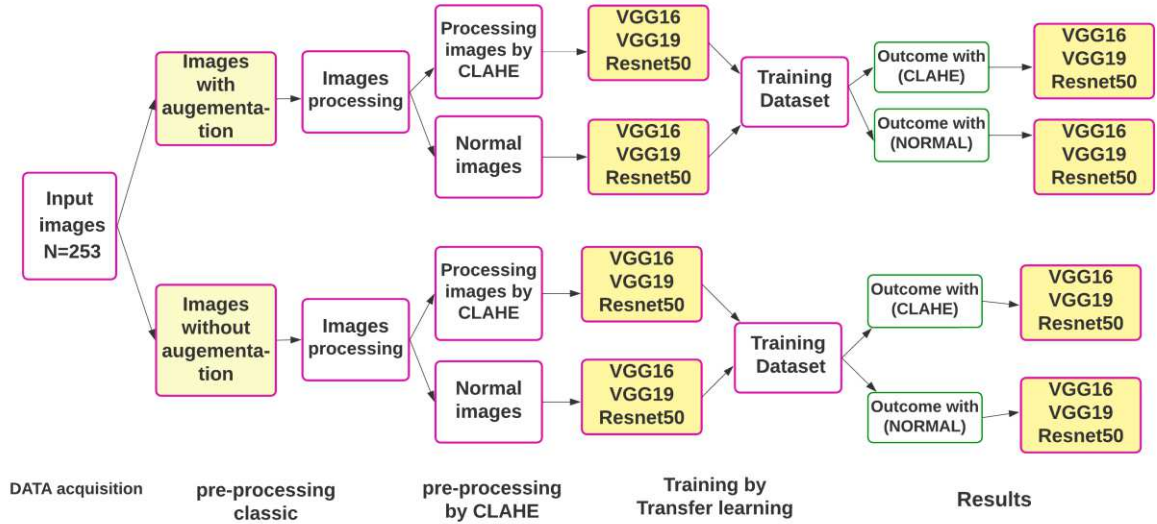 Input
images
N=253
Images
with
augementa-
tion
Images
processing
Processing
images by
CLAHE
Normal
images
VGG16
VGG19
Resnet50
VGG16
VGG19
Resnet50
Training
Dataset
Outcome with
(CLAHE)
Outcome with
(NORMAL)
VGG16
VGG19
Resnet50
VGG16
VGG19
Resnet50
Images
without
augementa-
tion
Images
processing
Processing
images by
CLAHE
Normal
images
VGG16
VGG19
Resnet50
VGG16
VGG19
Resnet50
Training
Dataset
Outcome with
(CLAHE)
Outcome with
(NORMAL)
VGG16
VGG19
Resnet50
VGG16
VGG19
Resnet50
DATA acquisition
pre-processing
classic
pre-processing
by CLAHE
Training by
Transfer learning
Results